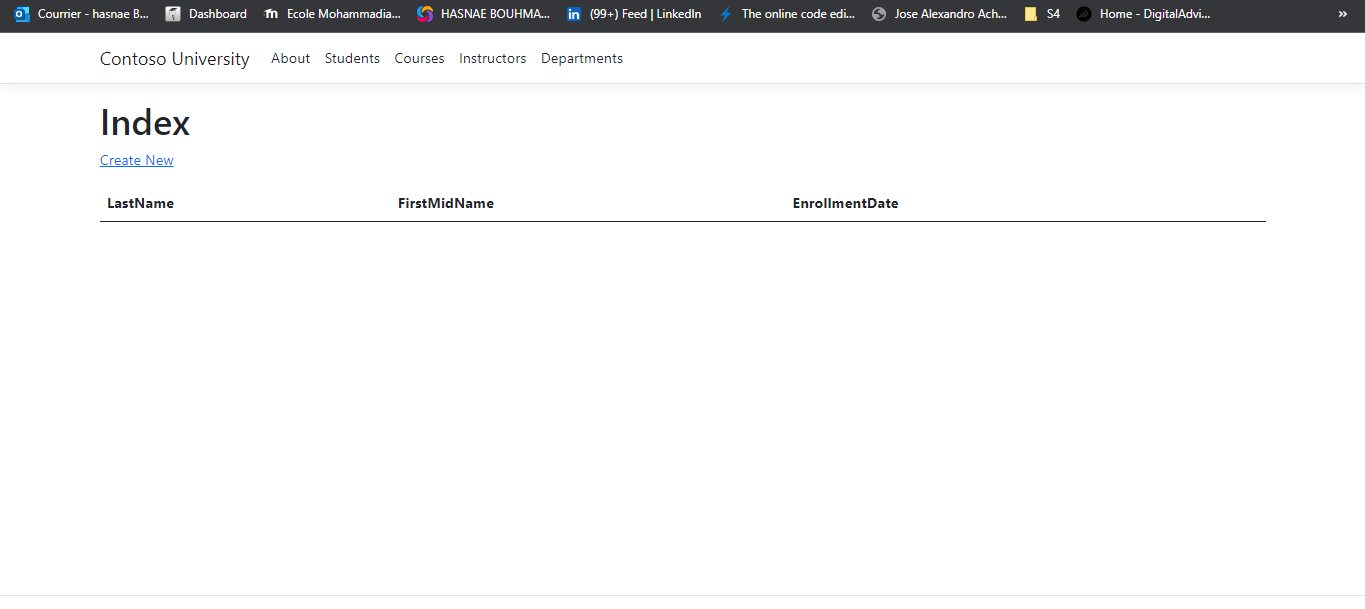 Courrier - hasnae B... Dashboard Ecole Mohammadia... HASNAE BOUHMA... (99+) Feed | LinkedIn The online code edi... Jose Alexandro Ach... S4 Home - DigitalAdvi... »
Contoso University About Students Courses Instructors Departments
Index
Create New
LastName FirstMidName EnrollmentDate